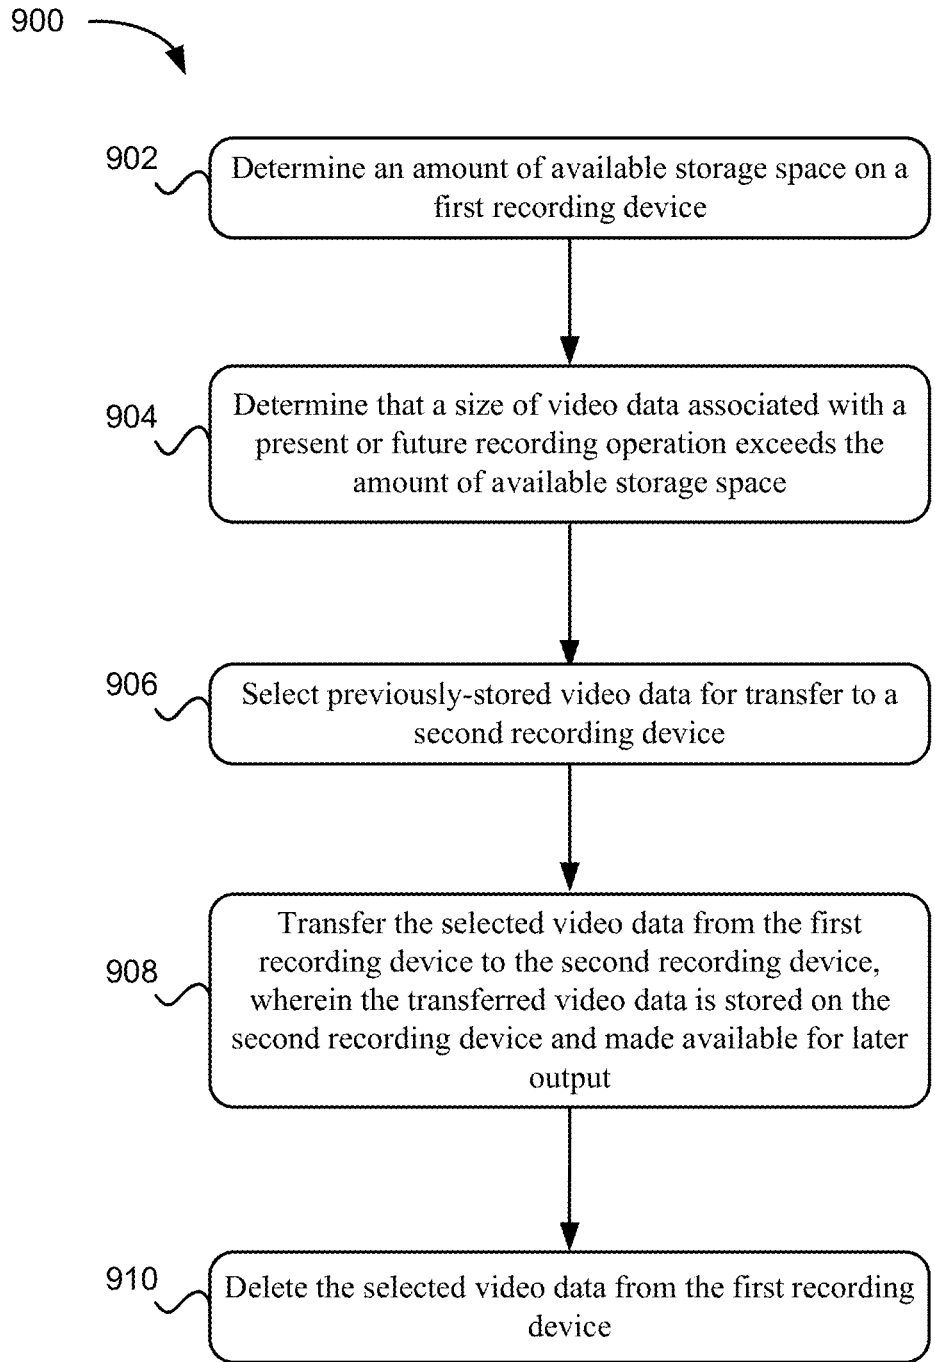 900
902
Determine an amount of available storage space on a
first recording device
904
Determine that a size of video data associated with a
present or future recording operation exceeds the
amount of available storage space
906
Select previously-stored video data for transfer to a
second recording device
908
Transfer the selected video data from the first
recording device to the second recording device,
wherein the transferred video data is stored on the
second recording device and made available for later
output
910
Delete the selected video data from the first recording
device